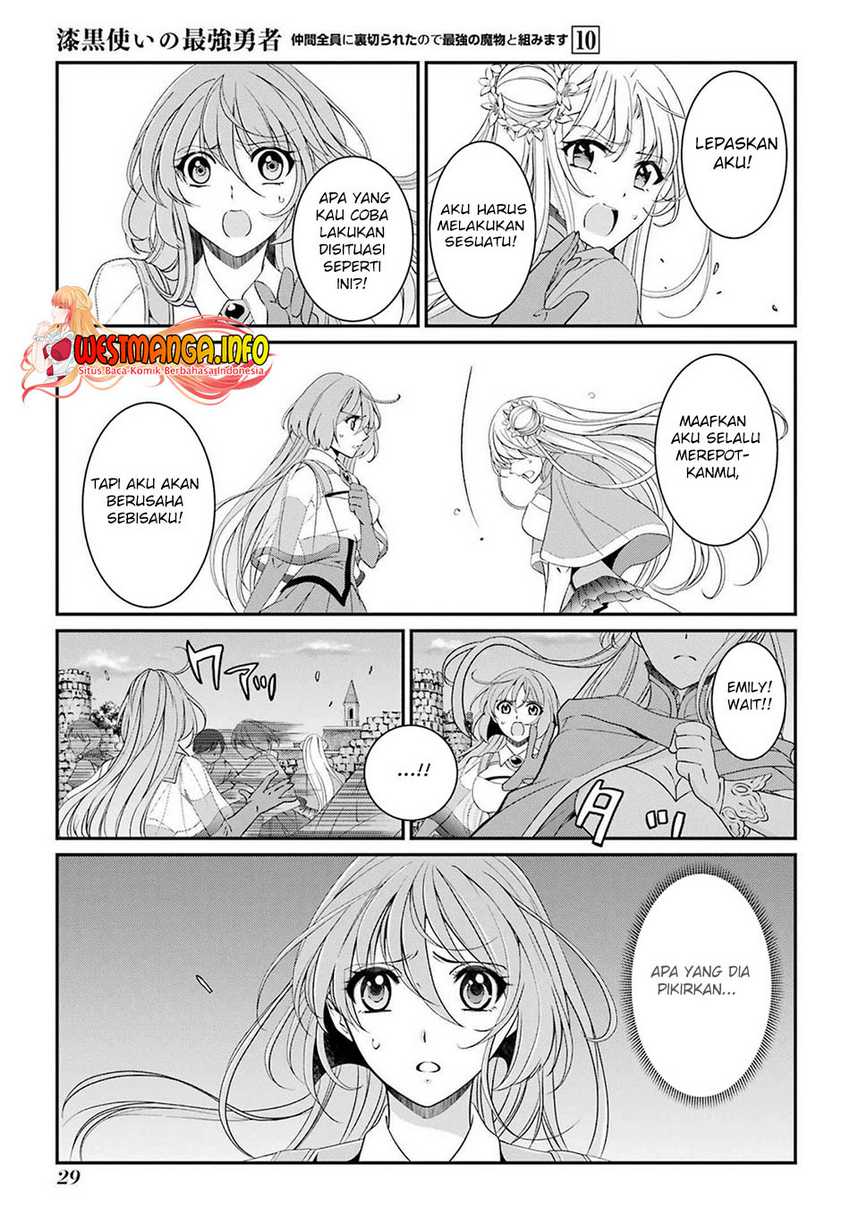 漆黒使いの最強勇者 仲間全員に裏切られたので最強の魔物と組みます 10
LEPASKAN
AKU!
AKU HARUS
MELAKUKAN
SESUATU!
APA YANG
KAU COBA
LAKUKAN
DISITUASI
SEPERTI
INI?!
WESTMANGA.INFO
Situs Baca Komik Berbahasa Indonesia
MAAFKAN
AKU SELALU
MEREPOT-
KANMU,
TAPI AKU AKAN
BERUSAHA
SEBISAKU!
EMILY!
WAIT!!
ダッ
...!!
クアッ
APA YANG DIA
PIKIRKAN...
29